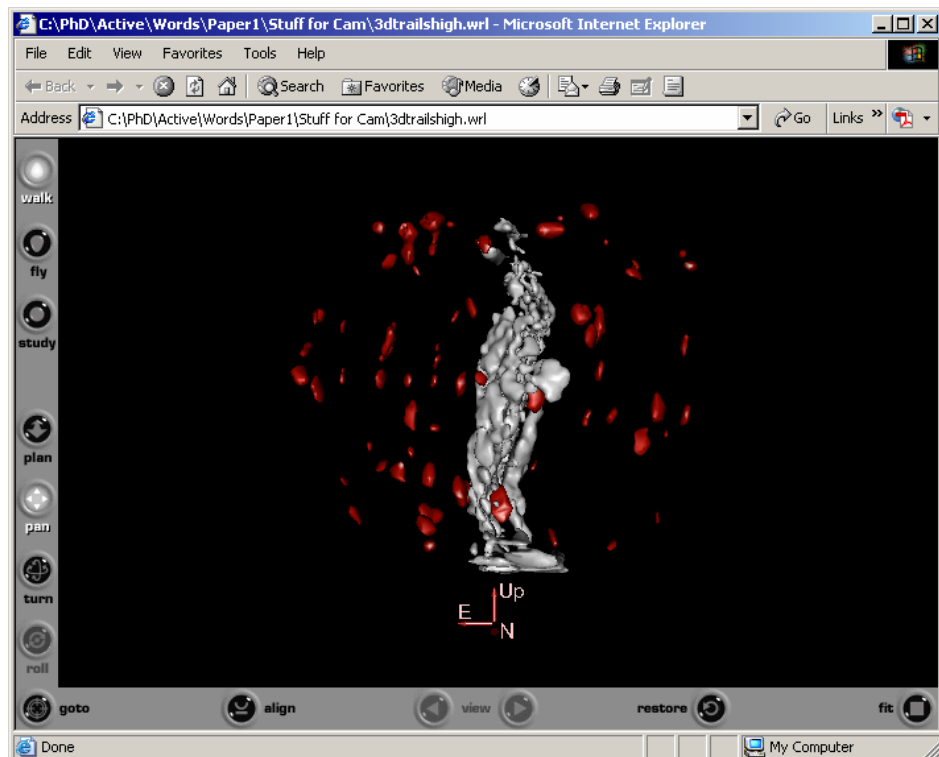 C:\PhD\Active\Words\Paper1\Stuff for Cam\3dtrailshigh.wrl - Microsoft Internet Explorer
File Edit View Favorites Tools Help
Back Search Favorites Media
Address C:\PhD\Active\Words\Paper1\Stuff for Cam\3dtrailshigh.wrl Go Links »
walk
fly
study
plan
pan
turn
roll
Up
E
N
goto align view restore fit
Done My Computer